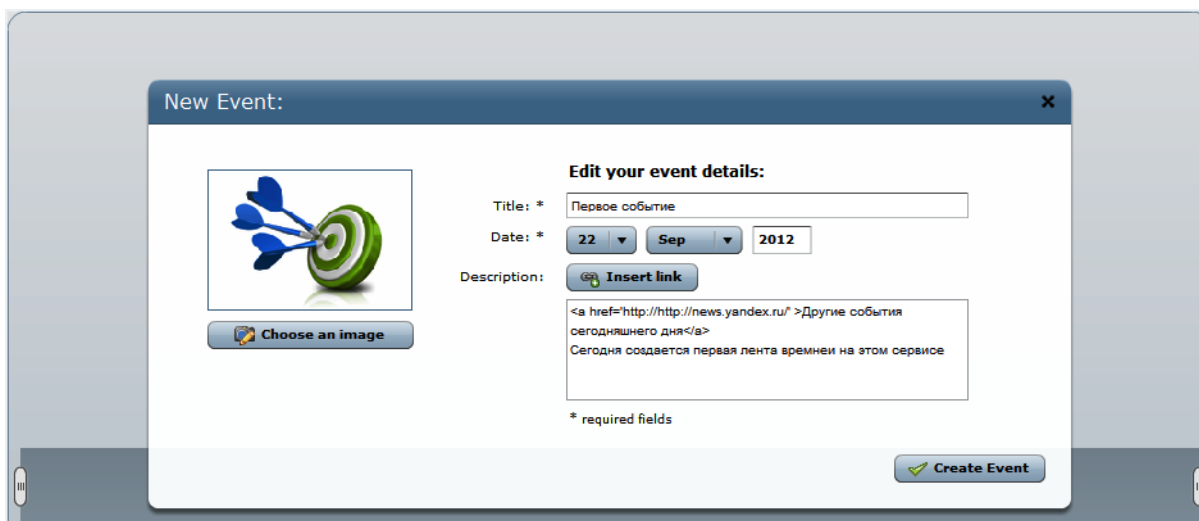 New Event:
Edit your event details:
Title: * Первое событие
Date: * 22 Sep 2012
Description: Insert link
<a href="http://http://news.yandex.ru/" >Другие события
сегодняшнего дня</a>
Сегодня создается первая лента времнеи на этом сервисе
Choose an image
* required fields
Create Event